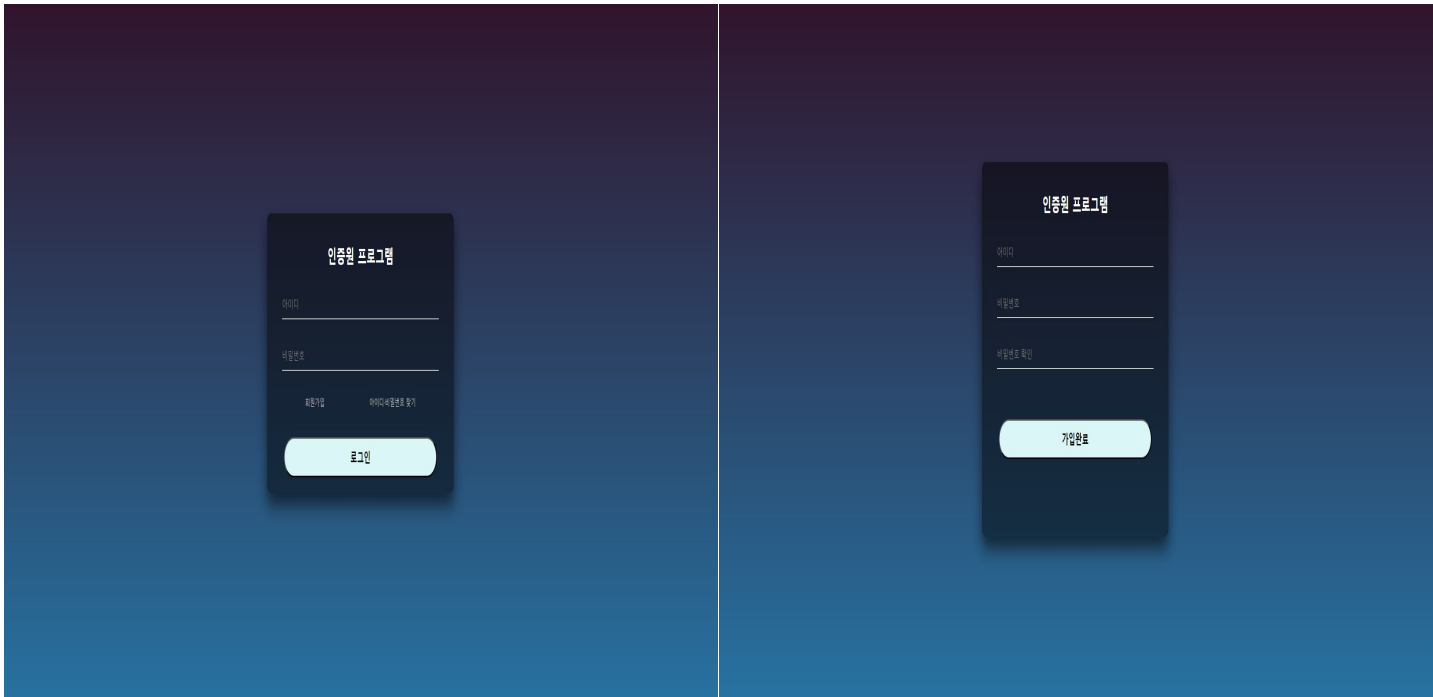 인증원 프로그램
아이디
비밀번호
회원가입
아이디·비밀번호 찾기
로그인
인증원 프로그램
아이디
비밀번호
비밀번호 확인
가입완료